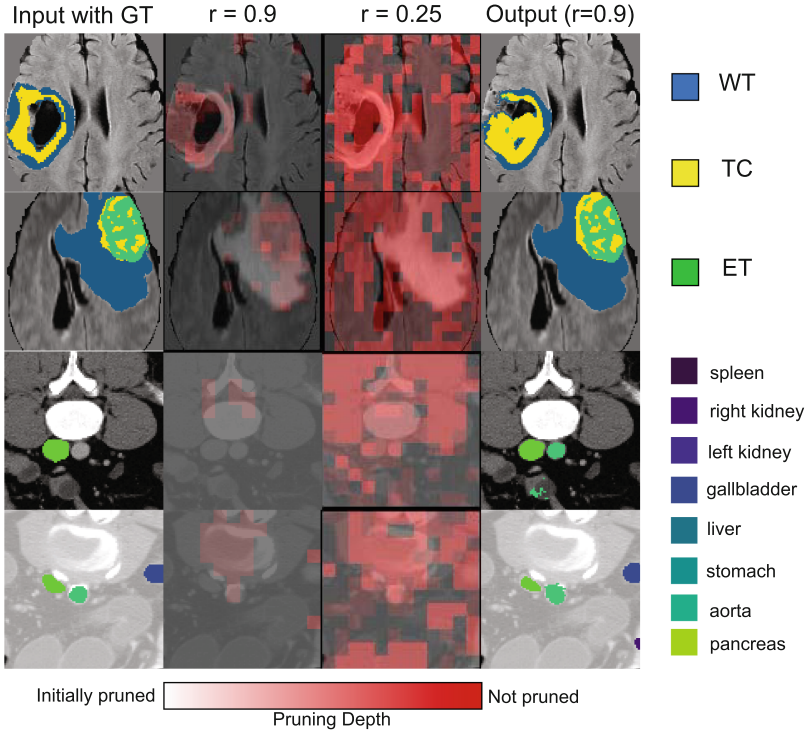 Input with GT
r = 0.9
r = 0.25
Output (r=0.9)
WT
TC
ET
spleen
right kidney
left kidney
gallbladder
liver
stomach
aorta
pancreas
Initially pruned
Not pruned
Pruning Depth